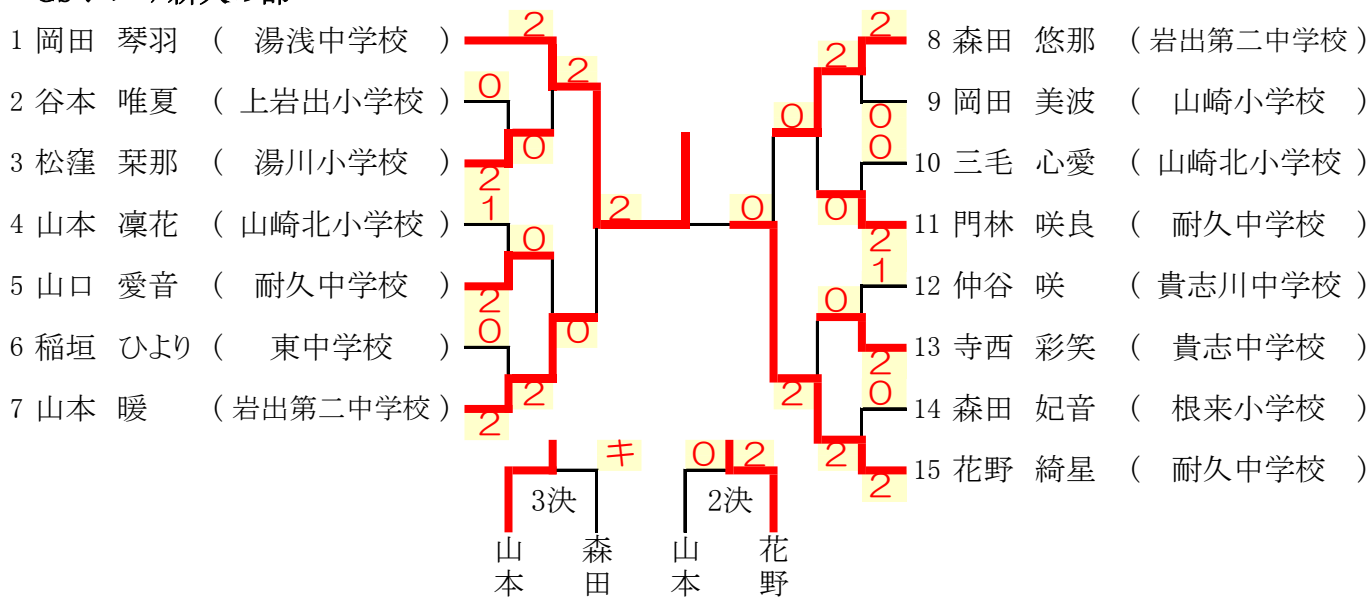 2
1 岡田 琴羽 ( 湯浅中学校 ) 8 森田 悠那 ( 岩出第二中学校 )
2 2 2
0
2 谷本 唯夏 ( 上岩出小学校 ) 9 岡田 美波 ( 山崎小学校 )
0 0
0 0
3 松窪 栞那 ( 湯川小学校 ) 10 三毛 心愛 ( 山崎北小学校 )
2
1 2 0 0
4 山本 凜花 ( 山崎北小学校 ) 11 門林 咲良 ( 耐久中学校 )
0 2
1
5 山口 愛音 ( 耐久中学校 ) 12 仲谷 咲 ( 貴志川中学校 )
2 0
0 0
6 稲垣 ひより ( 東中学校 ) 13 寺西 彩笑 ( 貴志中学校 )
2
2 2 0
7 山本 暖 ( 岩出第二中学校 ) 14 森田 妃音 ( 根来小学校 )
2
キ 0 2 2
15 花野 綺星 ( 耐久中学校 )
2
3決 2決
山本 森田 山本 花野